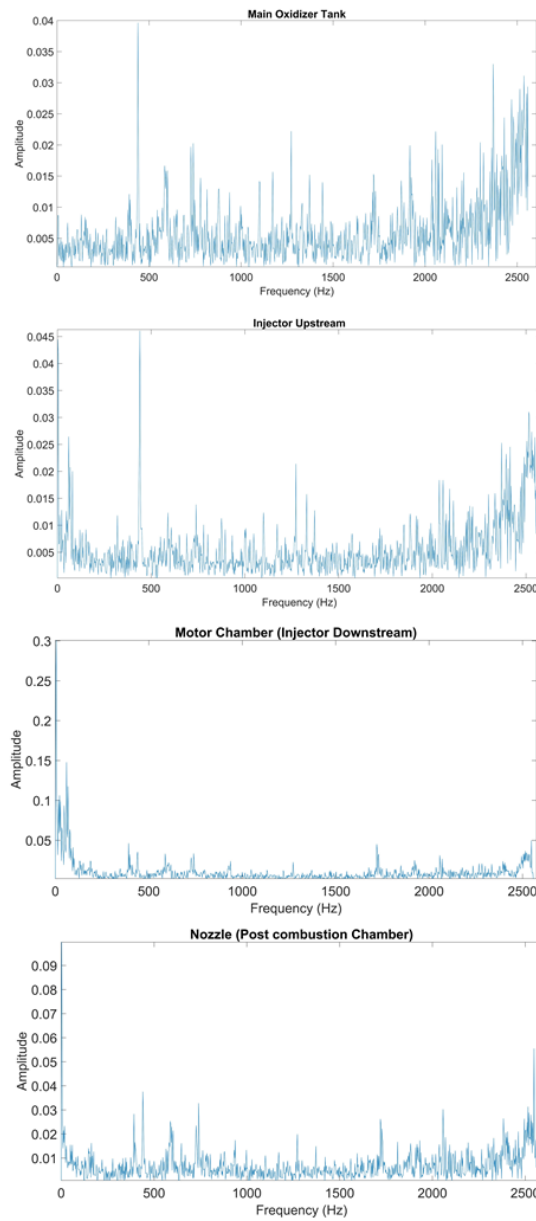 Main Oxidizer Tank
0.04
0.035
0.03
0.025
0.02
0.015
0.01
0.005
Amplitude
0 500 1000 1500 2000 2500
Frequency (Hz)
Injector Upstream
0.045
0.04
0.035
0.03
0.025
0.02
0.015
0.01
0.005
Amplitude
0 500 1000 1500 2000 2500
Frequency (Hz)
Motor Chamber (Injector Downstream)
0.3
0.25
0.2
0.15
0.1
0.05
Amplitude
0 500 1000 1500 2000 2500
Frequency (Hz)
Nozzle (Post combustion Chamber)
0.09
0.08
0.07
0.06
0.05
0.04
0.03
0.02
0.01
Amplitude
0 500 1000 1500 2000 2500
Frequency (Hz)